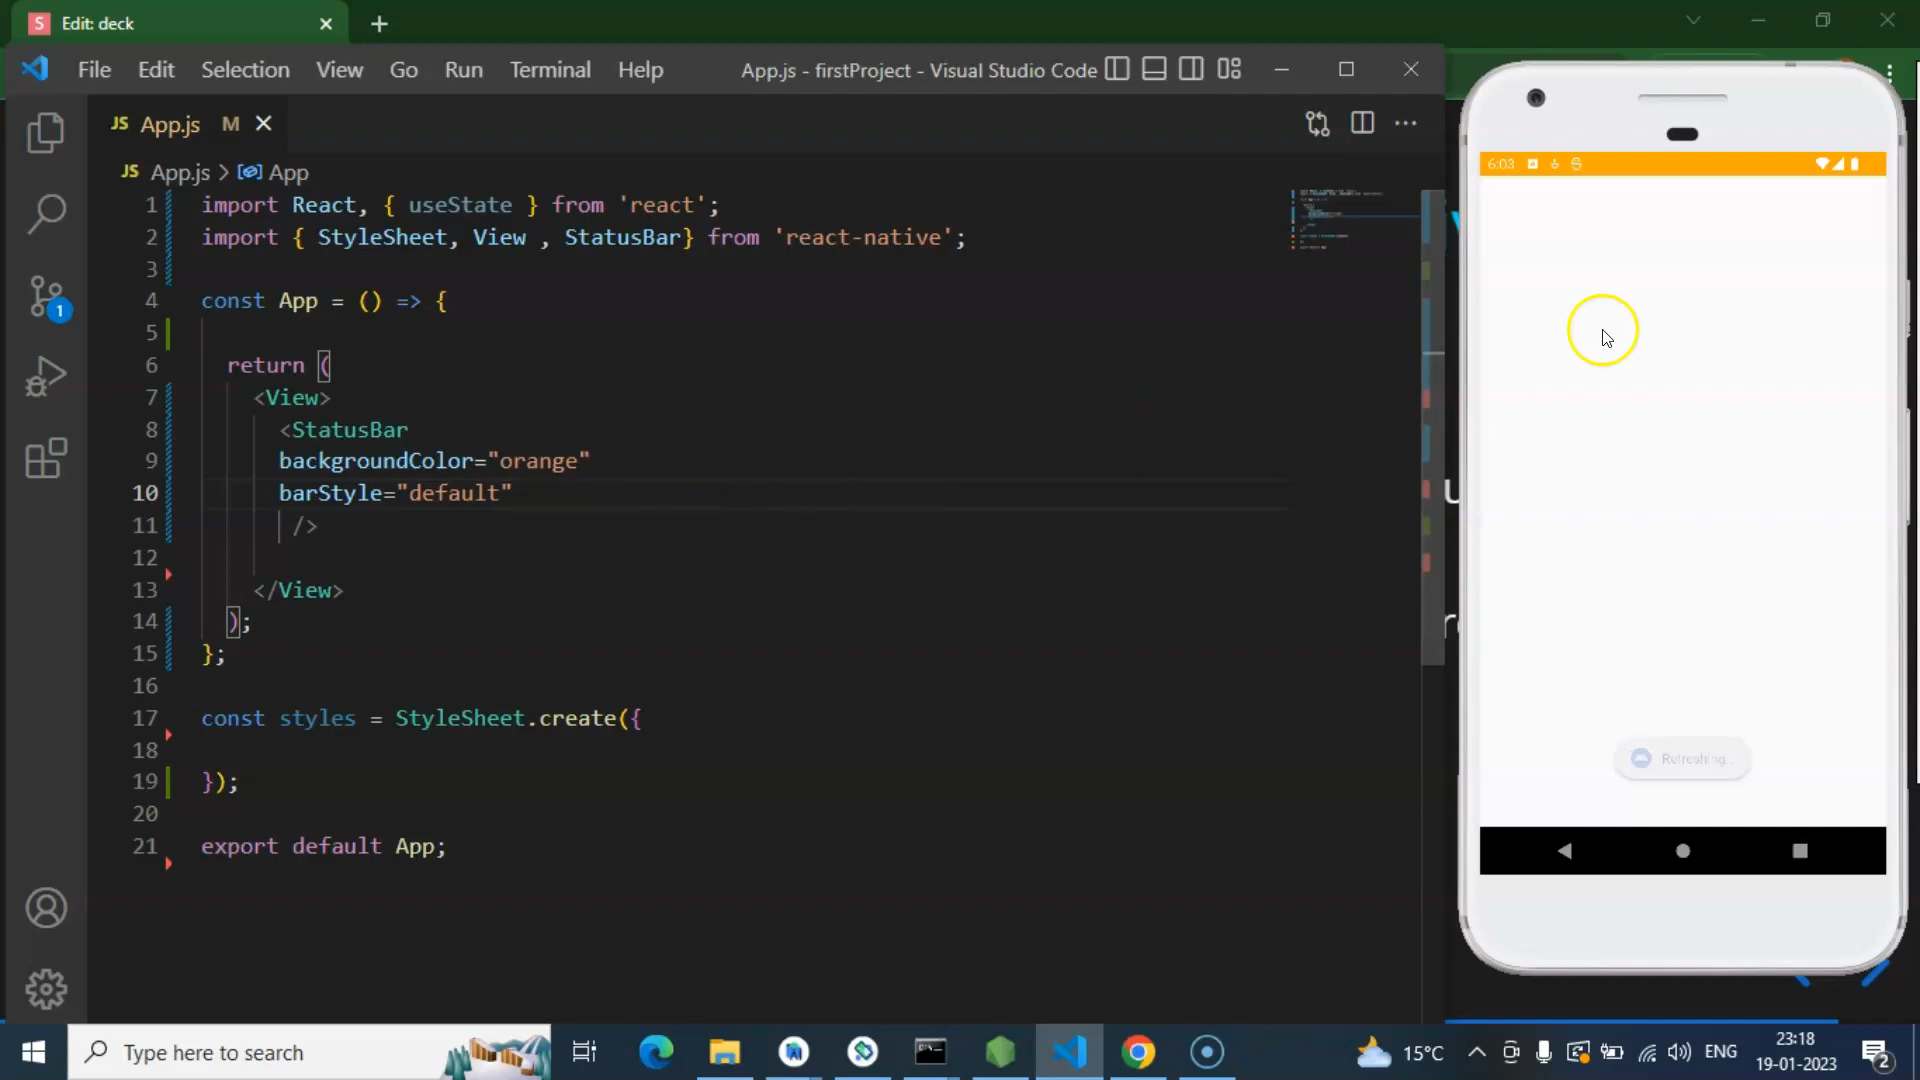 S Edit: deck
File Edit Selection View Go Run Terminal Help App.js - firstProject - Visual Studio Code
JS App.js M
JS App.js > App
1 import React, { useState } from 'react';
2 import { StyleSheet, View , StatusBar} from 'react-native';
3
4 const App = () => {
5
6 return (
7 <View>
8 <StatusBar
9 backgroundColor="orange"
10 barStyle="default"
11 />
12
13 </View>
14 );
15 };
16
17 const styles = StyleSheet.create({
18
19 });
20
21 export default App;
1
6:03
Refreshing...
Type here to search
15°C
ENG
23:18
19-01-2023
2